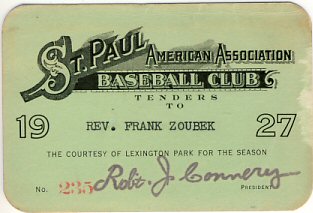 ST. PAUL AMERICAN ASSOCIATION
BASEBALL CLUB
TENDERS
TO
19 REV. FRANK ZOUBEK 27
THE COURTESY OF LEXINGTON PARK FOR THE SEASON
No. 235 Robt. J. Connery PRESIDENT